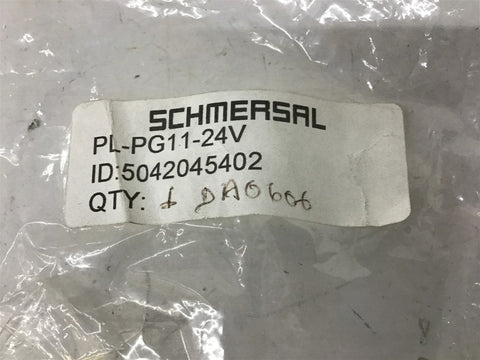 SCHMERSAL
PL-PG11-24V
ID:5042045402
QTY: 1 DA0606